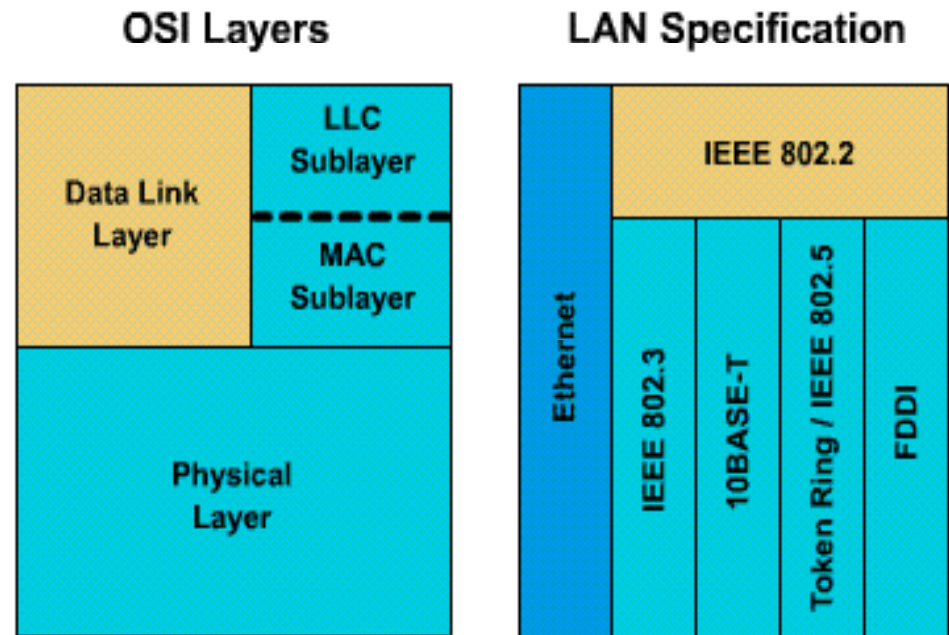 OSI Layers
LAN Specification
Data Link
Layer
LLC
Sublayer
MAC
Sublayer
Physical
Layer
Ethernet
IEEE 802.2
IEEE 802.3
10BASE-T
Token Ring / IEEE 802.5
FDDI